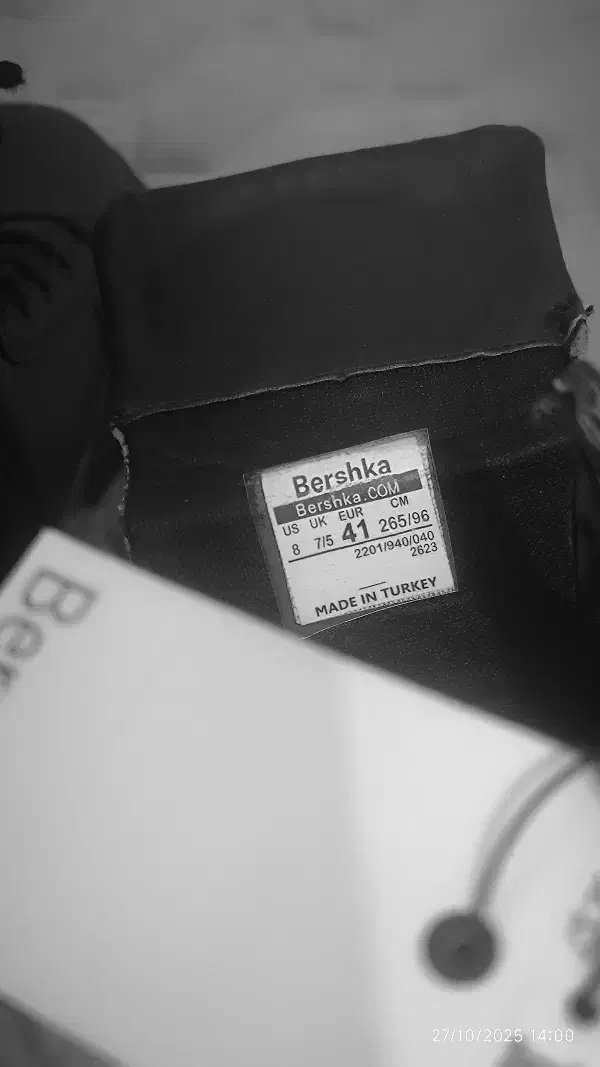 Bershka
Bershka.COM
US UK EUR CM
8 7/5 41 265/96
2201/940/040
2623
MADE IN TURKEY
Ber
27/10/2025 14:00